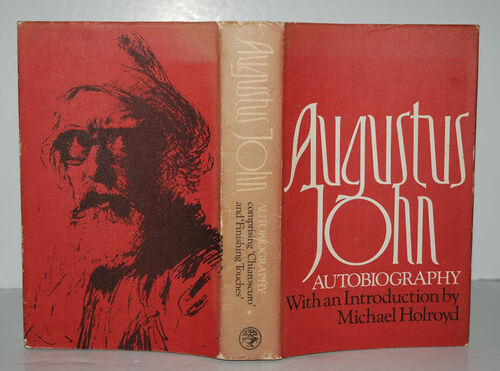 Augustus John
AUTOBIOGRAPHY
comprising 'Chiaroscuro'
and 'Finishing Touches'
Augustus
John
AUTOBIOGRAPHY
With an Introduction by
Michael Holroyd